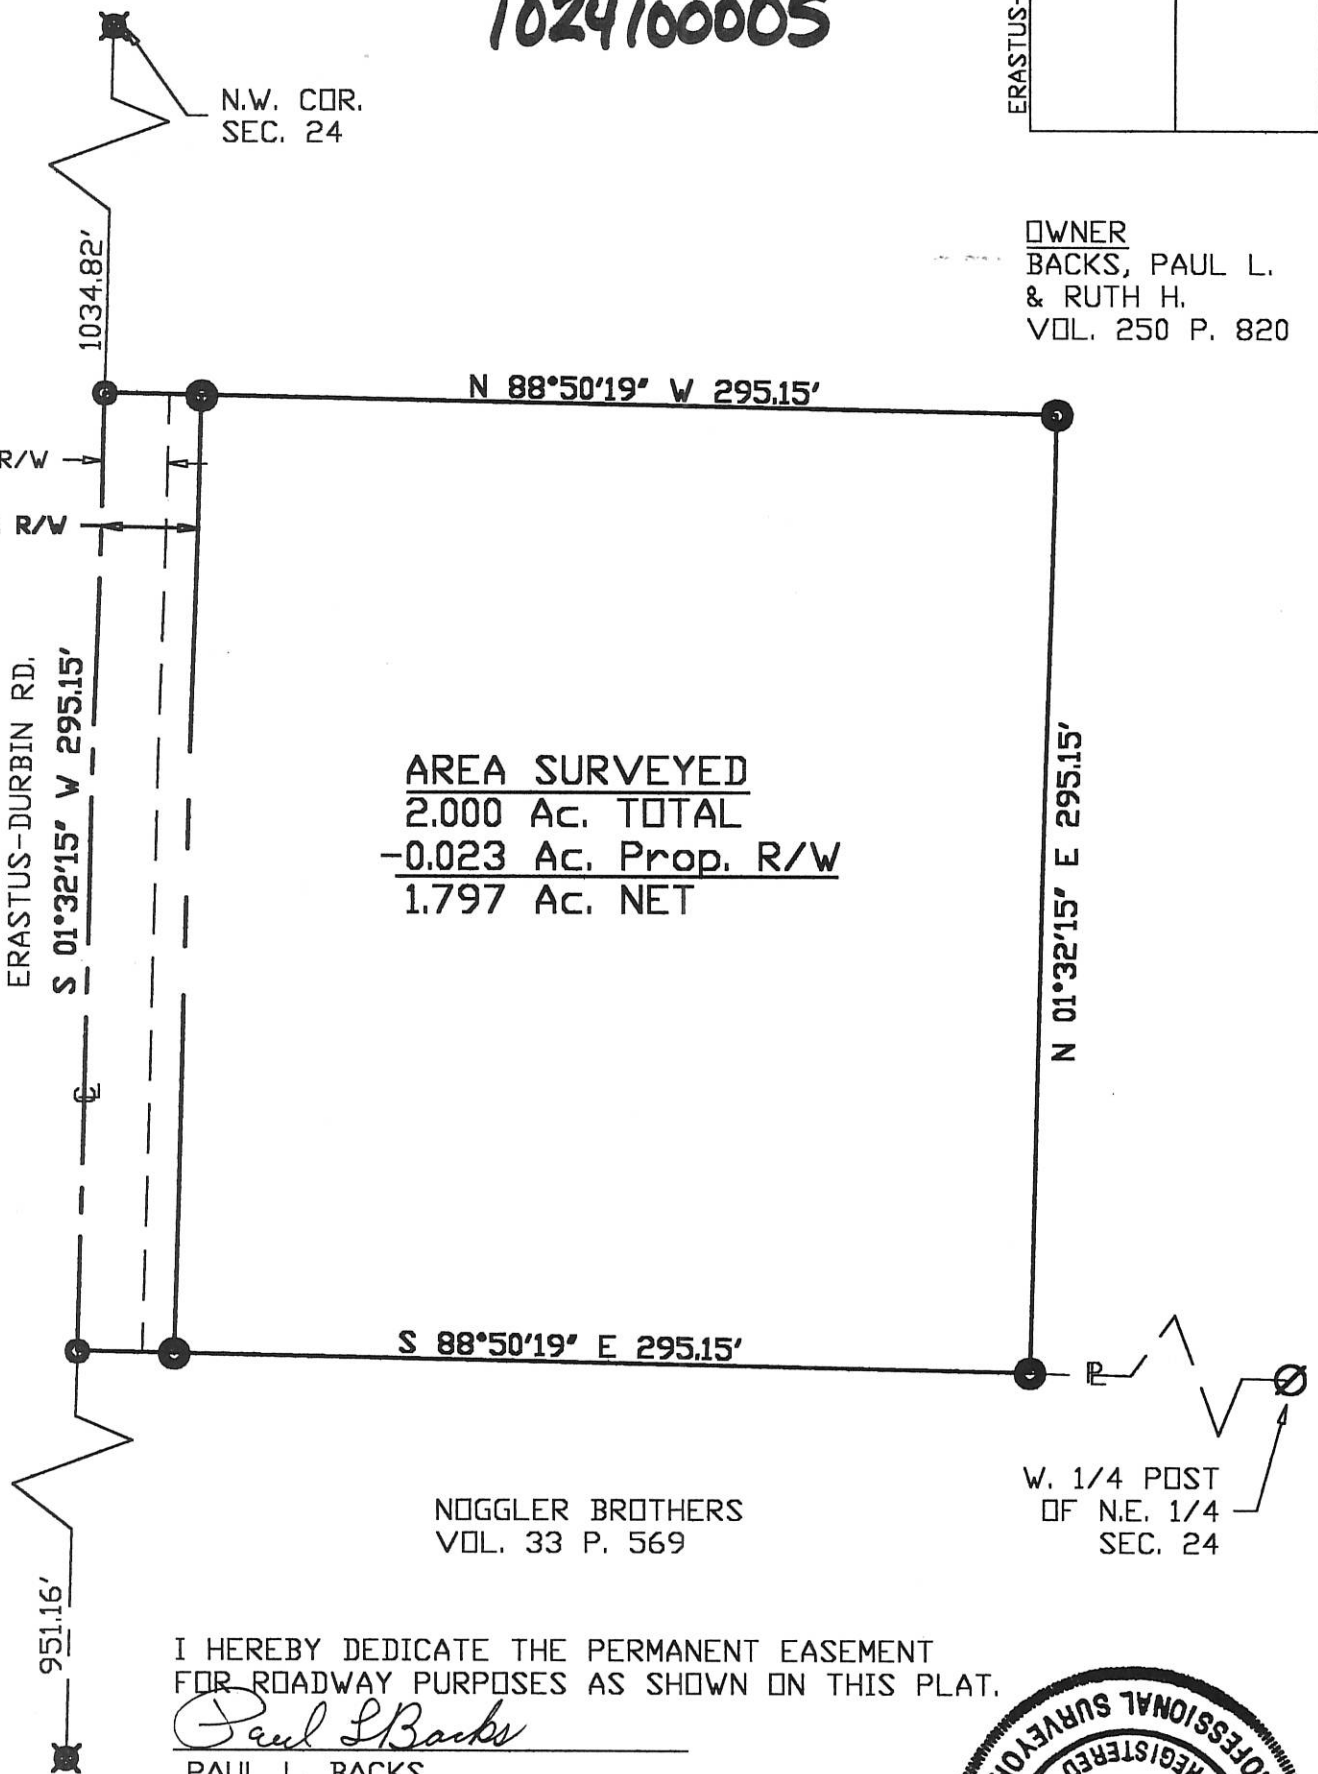 1024100005
ERASTUS-
N.W. COR.
SEC. 24
1034.82'
OWNER
BACKS, PAUL L.
& RUTH H.
VOL. 250 P. 820
N 88°50'19" W 295.15'
R/W
R/W
ERASTUS-DURBIN RD.
S 01°32'15" W 295.15'
AREA SURVEYED
2.000 Ac. TOTAL
-0.023 Ac. Prop. R/W
1.797 Ac. NET
N 01°32'15" E 295.15'
S 88°50'19" E 295.15'
W. 1/4 POST
OF N.E. 1/4
SEC. 24
NOGGLER BROTHERS
VOL. 33 P. 569
951.16'
I HEREBY DEDICATE THE PERMANENT EASEMENT
FOR ROADWAY PURPOSES AS SHOWN ON THIS PLAT.
Paul L Backs
PAUL L. BACKS
REGISTERED
OFESSIONAL SURVEYO